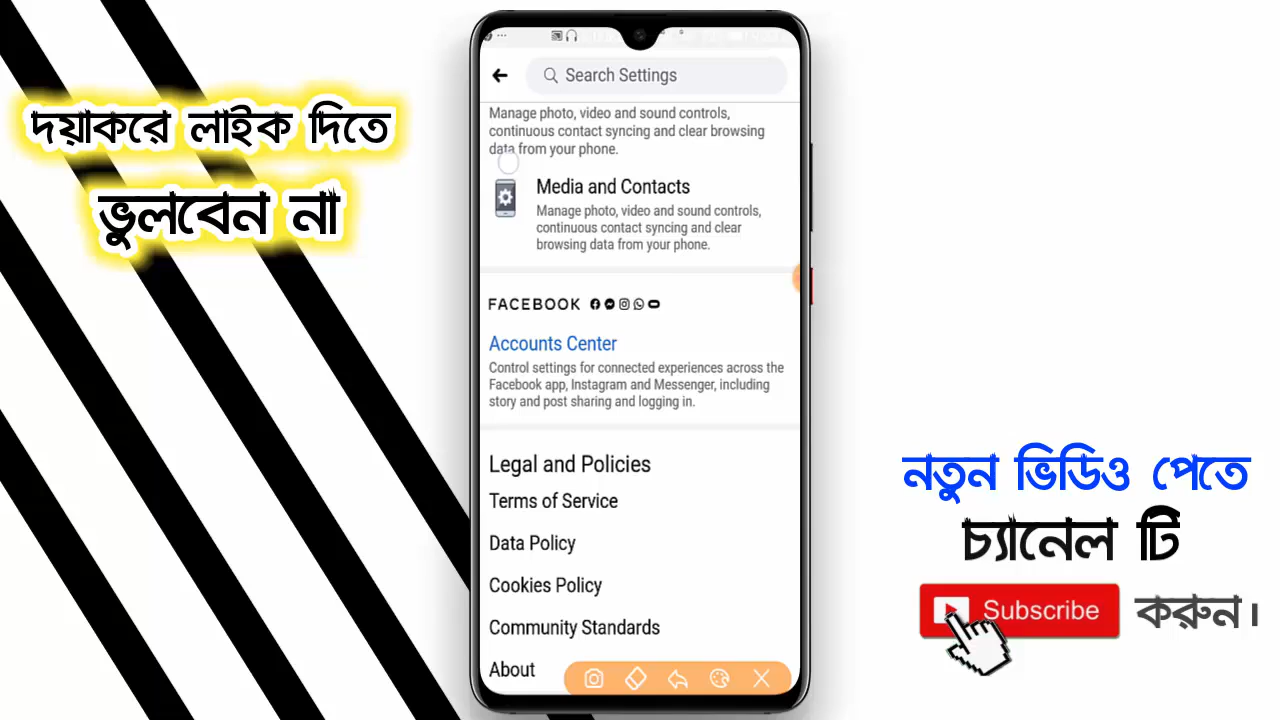 দয়াকরে লাইক দিতে
ভুলবেন না
Search Settings
Manage photo, video and sound controls,
continuous contact syncing and clear browsing
data from your phone.
Media and Contacts
Manage photo, video and sound controls,
continuous contact syncing and clear
browsing data from your phone.
FACEBOOK
Accounts Center
Control settings for connected experiences across the
Facebook app, Instagram and Messenger, including
story and post sharing and logging in.
Legal and Policies
Terms of Service
Data Policy
Cookies Policy
Community Standards
About
নতুন ভিডিও পেতে
চ্যানেল টি
Subscribe করুন।